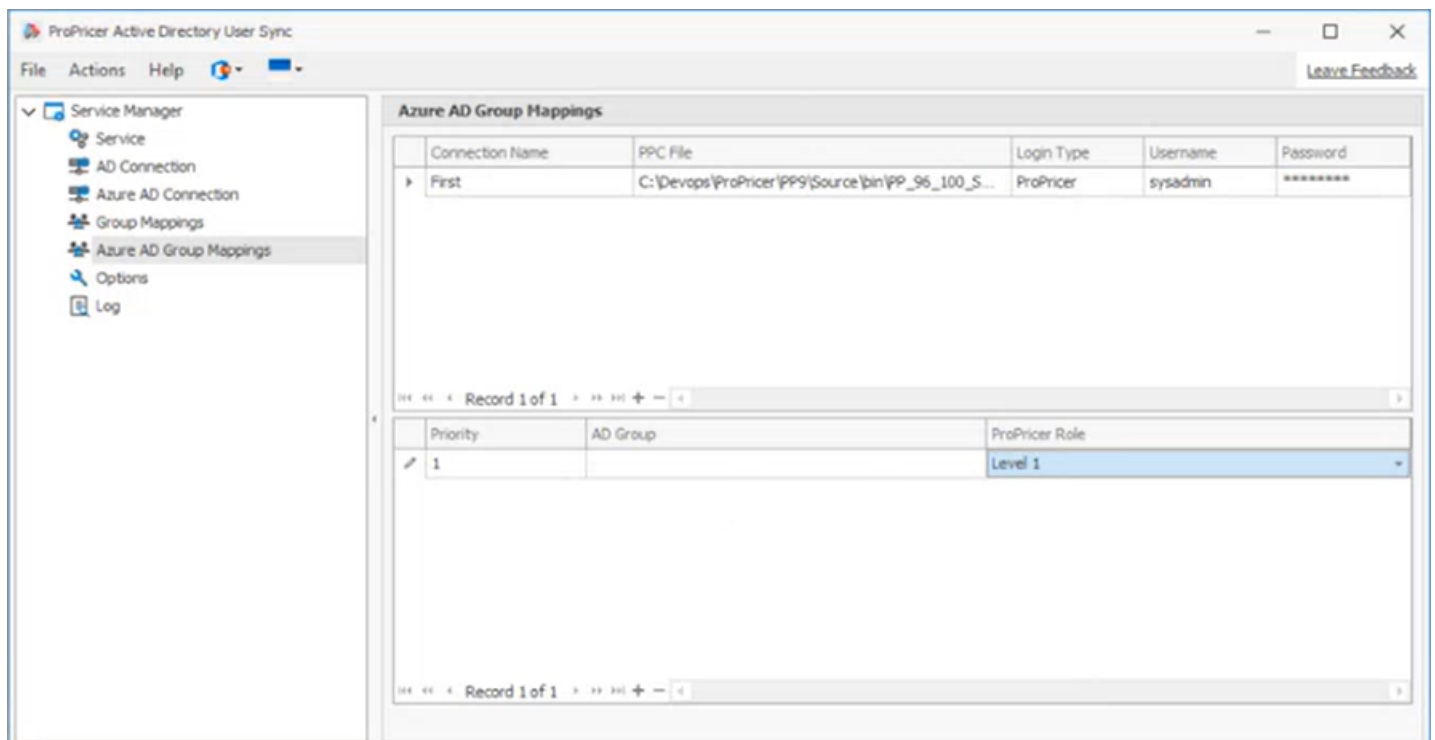 ProPricer Active Directory User Sync
File Actions Help Leave Feedback
Service Manager
Service
AD Connection
Azure AD Connection
Group Mappings
Azure AD Group Mappings
Options
Log
Azure AD Group Mappings
Connection Name PPC File Login Type Username Password
First C:\Devops\ProPricer\PP9\Source\bin\PP_96_100_S... ProPricer sysadmin ********
Record 1 of 1
Priority AD Group ProPricer Role
1 Level 1
Record 1 of 1